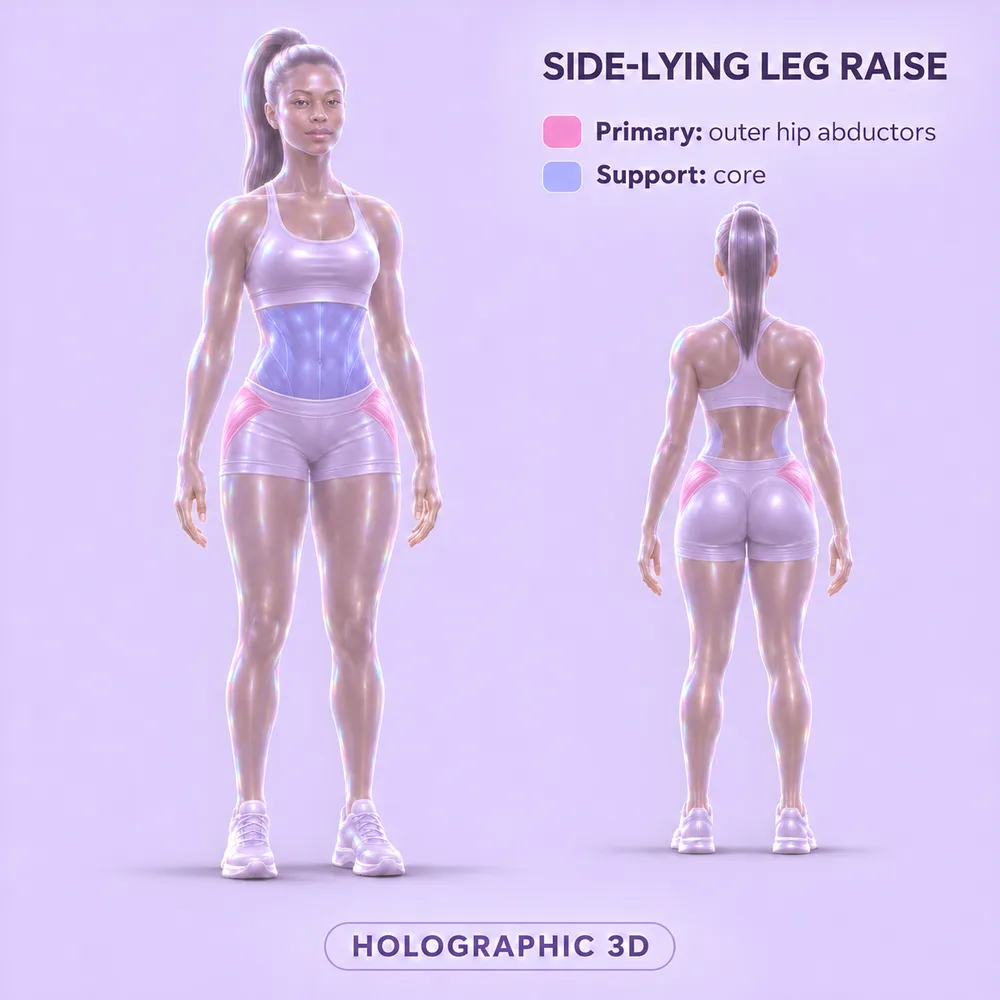 SIDE-LYING LEG RAISE
Primary: outer hip abductors
Support: core
HOLOGRAPHIC 3D